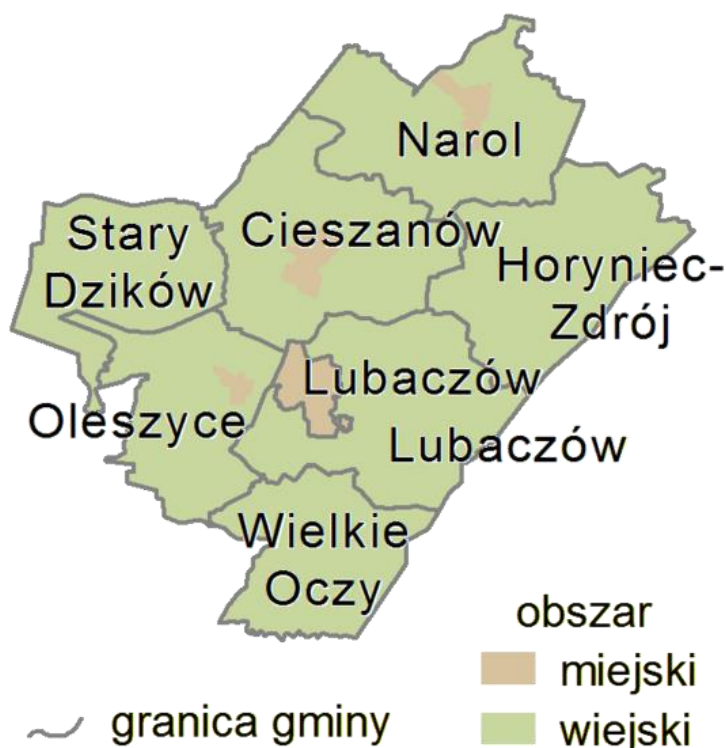 Narol
Cieszanów
Stary
Dzików
Horyniec-
Zdrój
Lubaczów
Oleszyce
Lubaczów
Wielkie
Oczy
obszar
miejski
granica gminy
wiejski